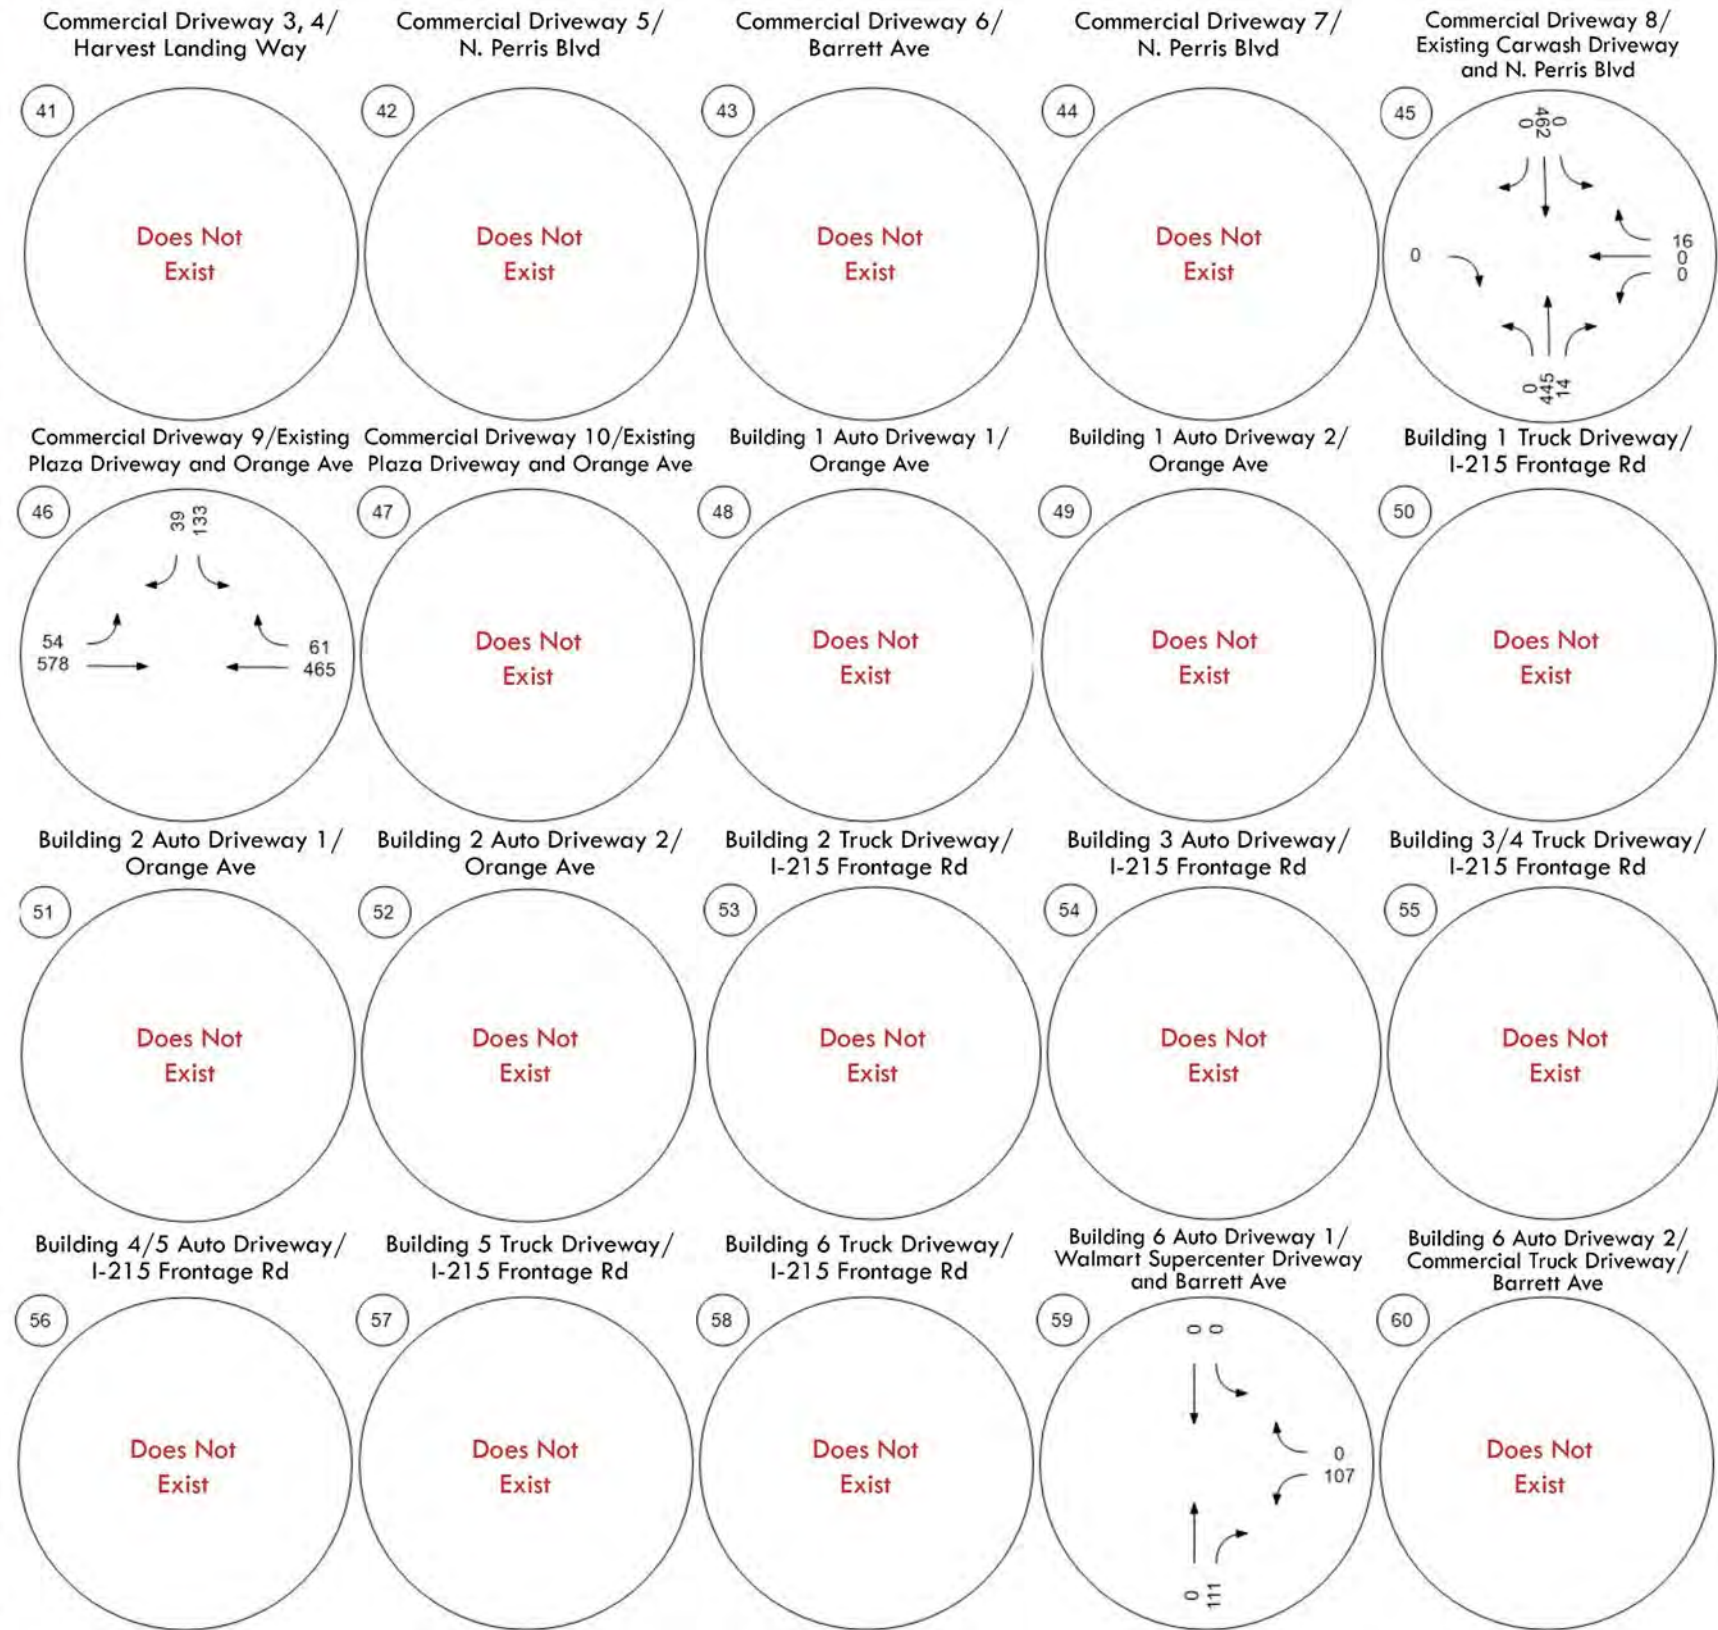 Commercial Driveway 3, 4/
Harvest Landing Way
41
Does Not
Exist
Commercial Driveway 5/
N. Perris Blvd
42
Does Not
Exist
Commercial Driveway 6/
Barrett Ave
43
Does Not
Exist
Commercial Driveway 7/
N. Perris Blvd
44
Does Not
Exist
Commercial Driveway 8/
Existing Carwash Driveway
and N. Perris Blvd
45
0
462
0
0
16
0
0
0
445
14
Commercial Driveway 9/Existing
Plaza Driveway and Orange Ave
46
39
133
54
578
61
465
Commercial Driveway 10/Existing
Plaza Driveway and Orange Ave
47
Does Not
Exist
Building 1 Auto Driveway 1/
Orange Ave
48
Does Not
Exist
Building 1 Auto Driveway 2/
Orange Ave
49
Does Not
Exist
Building 1 Truck Driveway/
I-215 Frontage Rd
50
Does Not
Exist
Building 2 Auto Driveway 1/
Orange Ave
51
Does Not
Exist
Building 2 Auto Driveway 2/
Orange Ave
52
Does Not
Exist
Building 2 Truck Driveway/
I-215 Frontage Rd
53
Does Not
Exist
Building 3 Auto Driveway/
I-215 Frontage Rd
54
Does Not
Exist
Building 3/4 Truck Driveway/
I-215 Frontage Rd
55
Does Not
Exist
Building 4/5 Auto Driveway/
I-215 Frontage Rd
56
Does Not
Exist
Building 5 Truck Driveway/
I-215 Frontage Rd
57
Does Not
Exist
Building 6 Truck Driveway/
I-215 Frontage Rd
58
Does Not
Exist
Building 6 Auto Driveway 1/
Walmart Supercenter Driveway
and Barrett Ave
59
0
0
0
107
0
111
Building 6 Auto Driveway 2/
Commercial Truck Driveway/
Barrett Ave
60
Does Not
Exist